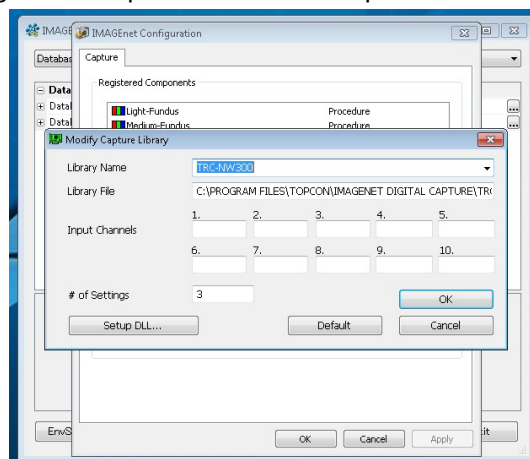 IMAGEnet Configuration
Capture
Registered Components
Data
Light-Fundus Procedure
Medium-Fundus Procedure
Modify Capture Library
Library Name TRC-NW300
Library File C:\PROGRAM FILES\TOPCON\IMAGENET DIGITAL CAPTURE\TR
Input Channels
1. 2. 3. 4. 5.
6. 7. 8. 9. 10.
# of Settings 3
OK
Setup DLL... Default Cancel
OK Cancel Apply